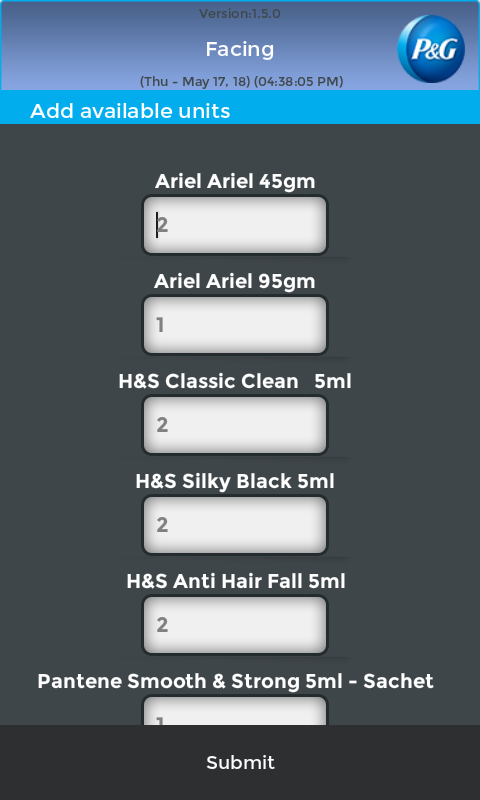 Version:1.5.0
Facing
P&G
(Thu - May 17, 18) (04:38:05 PM)
Add available units
Ariel Ariel 45gm
2
Ariel Ariel 95gm
1
H&S Classic Clean   5ml
2
H&S Silky Black 5ml
2
H&S Anti Hair Fall 5ml
2
Pantene Smooth & Strong 5ml - Sachet
1
Submit